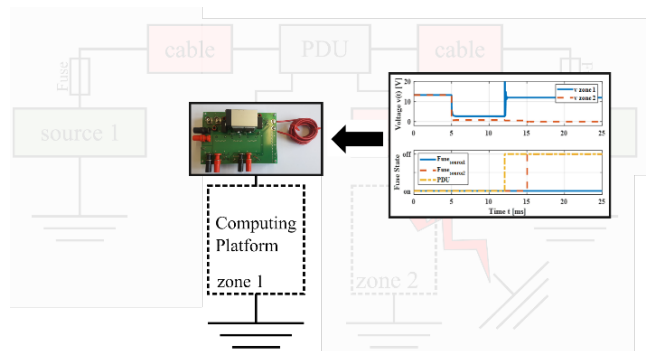 cable
PDU
cable
Fuse
source 1
Voltage v(t) [V]
20
10
0
v zone 1
v zone 2
0
5
10
15
20
25
Fuse State
off
on
Fuse source1
Fuse source2
PDU
0
5
10
15
20
25
Time t [ms]
Computing
Platform
zone 1
zone 2